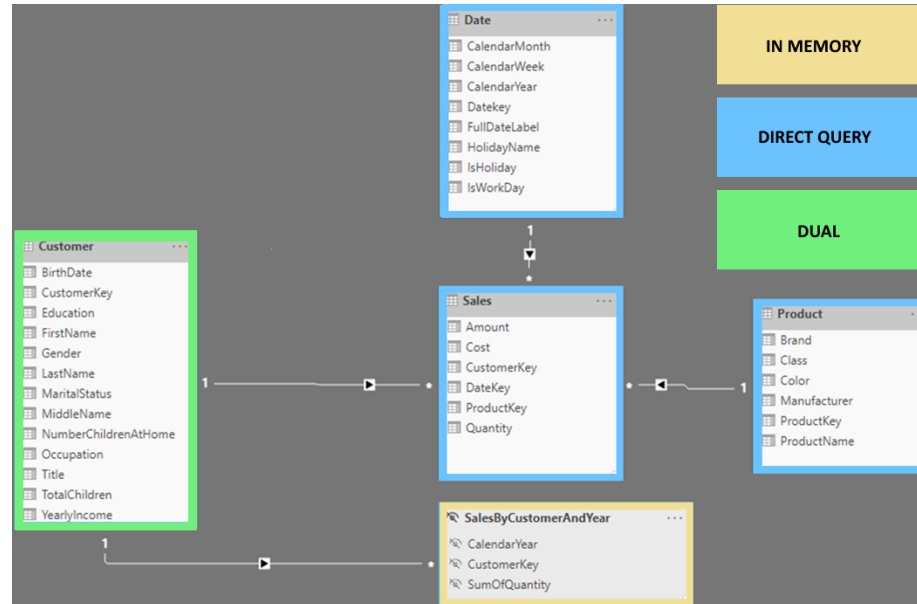 Date
CalendarMonth
CalendarWeek
CalendarYear
Datekey
FullDateLabel
HolidayName
IsHoliday
IsWorkDay
IN MEMORY
DIRECT QUERY
DUAL
Customer
BirthDate
CustomerKey
Education
FirstName
Gender
LastName
MaritalStatus
MiddleName
NumberChildrenAtHome
Occupation
Title
TotalChildren
YearlyIncome
1
*
Sales
Amount
Cost
CustomerKey
DateKey
ProductKey
Quantity
1
*
*
1
Product
Brand
Class
Color
Manufacturer
ProductKey
ProductName
1
*
SalesByCustomerAndYear
CalendarYear
CustomerKey
SumOfQuantity